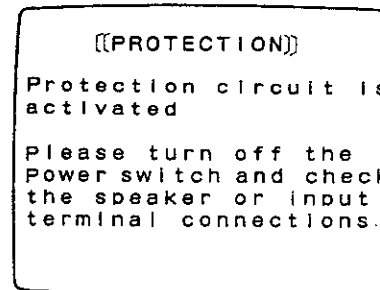 [[PROTECTION]]
Protection circuit is
activated
Please turn off the
Power switch and check
the speaker or input
terminal connections.